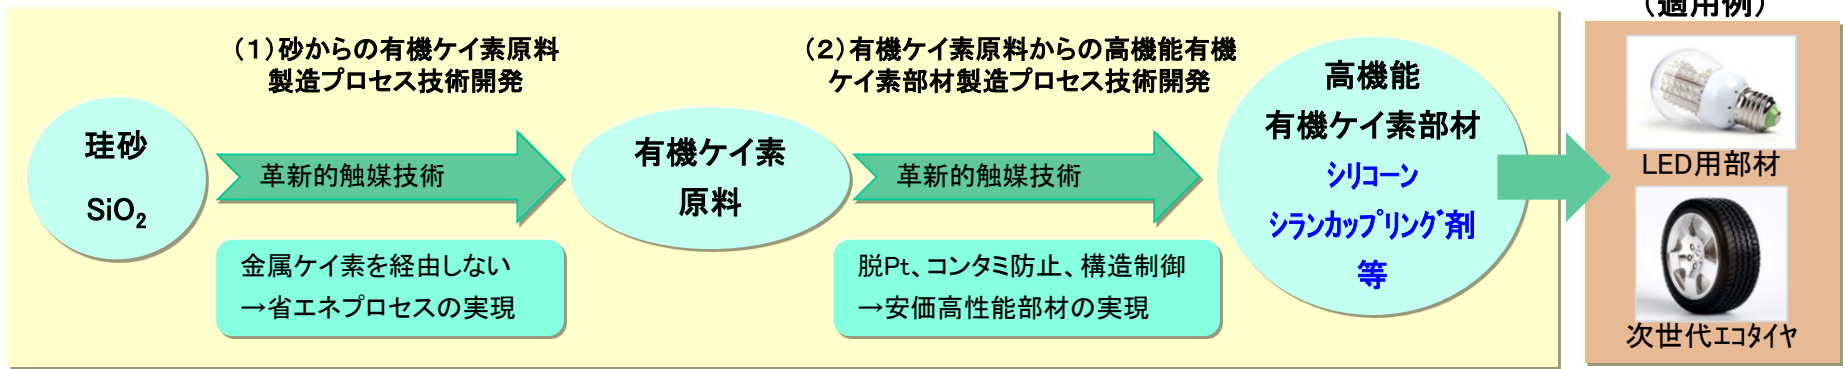 (適用例)
(1)砂からの有機ケイ素原料
製造プロセス技術開発
(2)有機ケイ素原料からの高機能有機
ケイ素部材製造プロセス技術開発
珪砂
SiO₂
革新的触媒技術
有機ケイ素
原料
革新的触媒技術
高機能
有機ケイ素部材
シリコーン
シランカップリング剤
等
金属ケイ素を経由しない
→省エネプロセスの実現
脱Pt、コンタミ防止、構造制御
→安価高性能部材の実現
LED用部材
次世代エコタイヤ